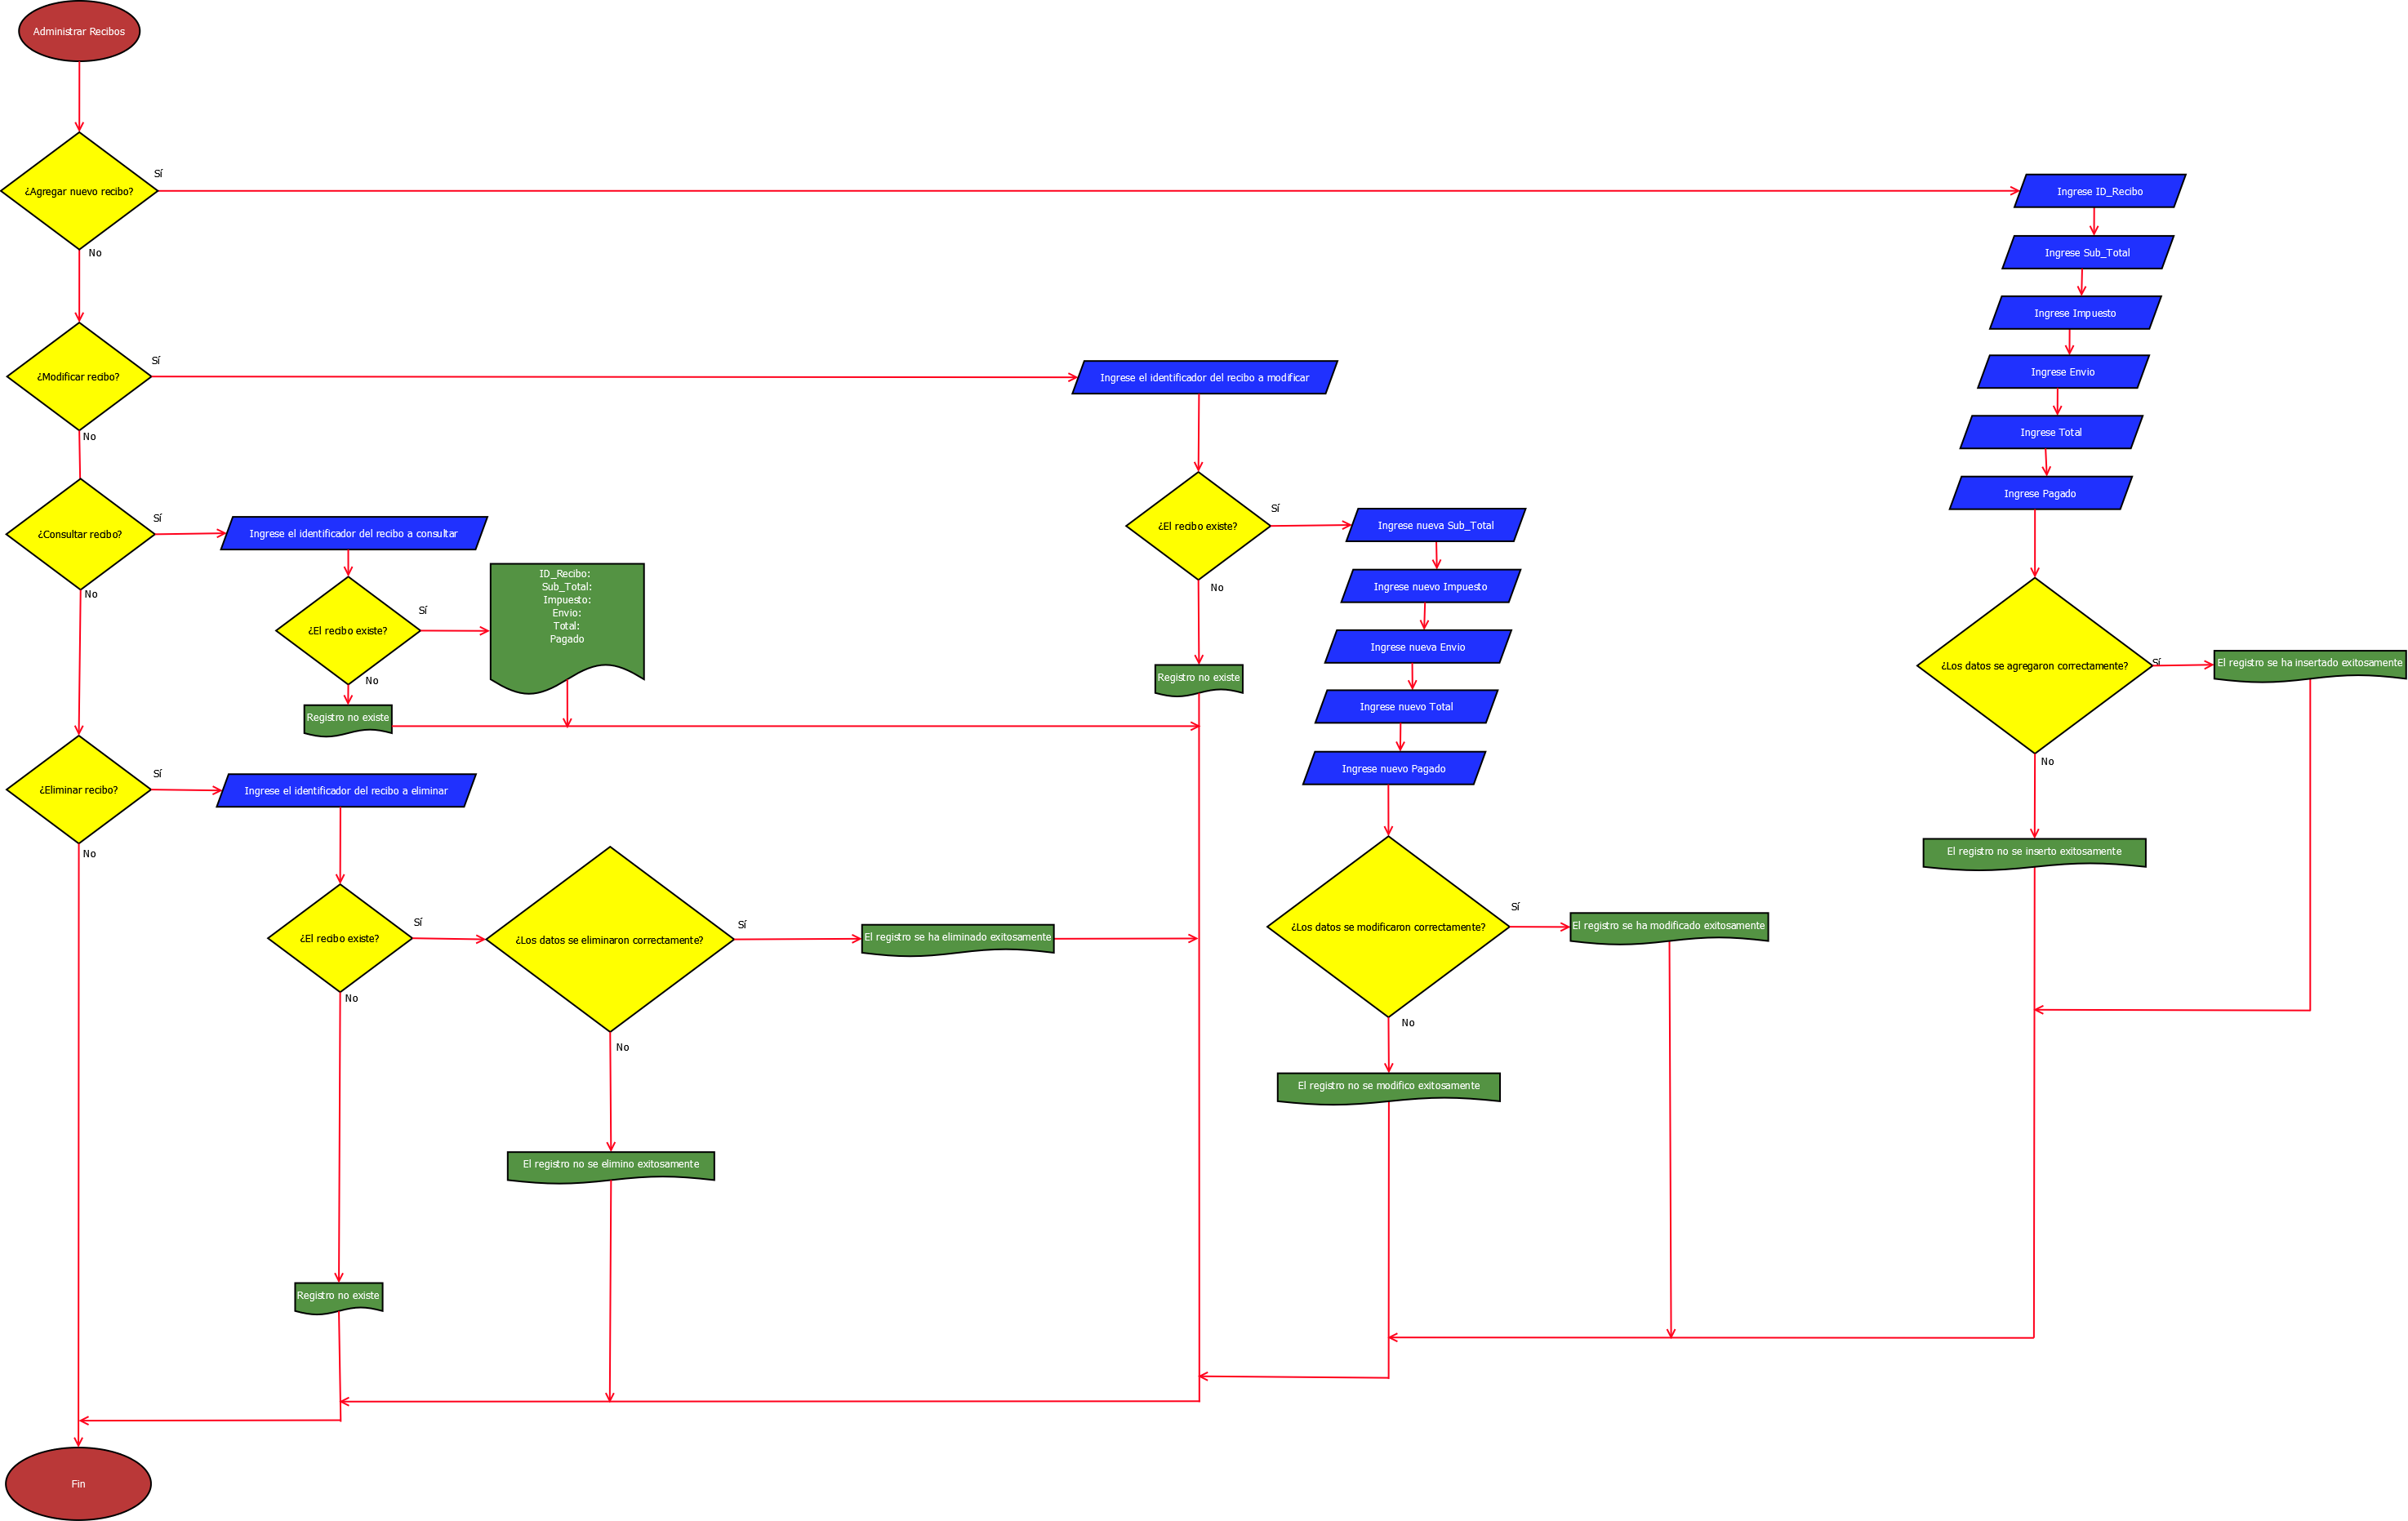 Administrar Recibos
¿Agregar nuevo recibo?
Sí
No
Ingrese ID_Recibo
Ingrese Sub_Total
Ingrese Impuesto
Ingrese Envio
Ingrese Total
Ingrese Pagado
¿Los datos se agregaron correctamente?
Sí
El registro se ha insertado exitosamente
No
El registro no se inserto exitosamente
¿Modificar recibo?
Sí
No
Ingrese el identificador del recibo a modificar
¿El recibo existe?
Sí
No
Registro no existe
Ingrese nueva Sub_Total
Ingrese nuevo Impuesto
Ingrese nueva Envio
Ingrese nuevo Total
Ingrese nuevo Pagado
¿Los datos se modificaron correctamente?
Sí
El registro se ha modificado exitosamente
No
El registro no se modifico exitosamente
¿Consultar recibo?
Sí
No
Ingrese el identificador del recibo a consultar
¿El recibo existe?
Sí
No
ID_Recibo:
Sub_Total:
Impuesto:
Envio:
Total:
Pagado
Registro no existe
¿Eliminar recibo?
Sí
No
Ingrese el identificador del recibo a eliminar
¿El recibo existe?
Sí
No
¿Los datos se eliminaron correctamente?
Sí
El registro se ha eliminado exitosamente
No
El registro no se elimino exitosamente
Registro no existe
Fin